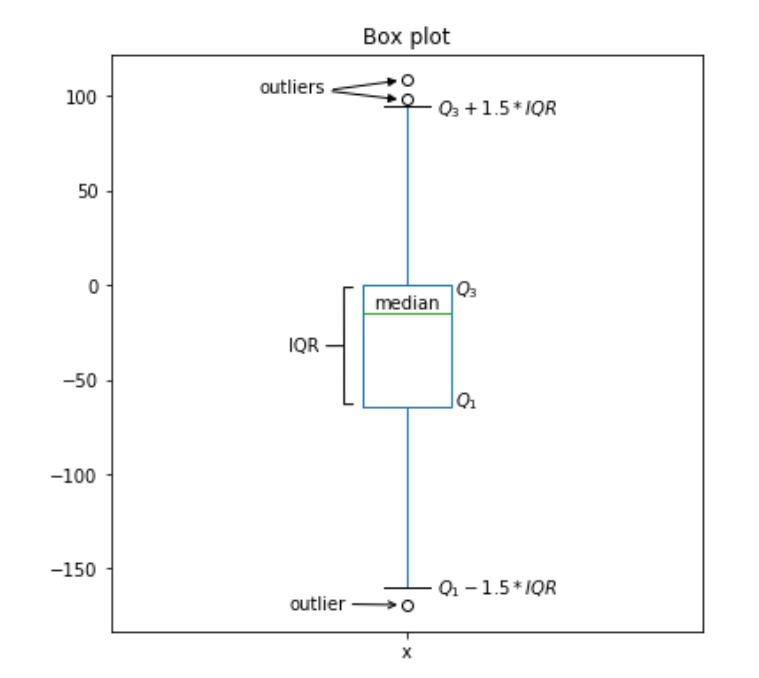 Box plot
outliers
100
Q₃ + 1.5 * IQR
50
0
Q₃
median
IQR
−50
Q₁
−100
−150
Q₁ − 1.5 * IQR
outlier
x